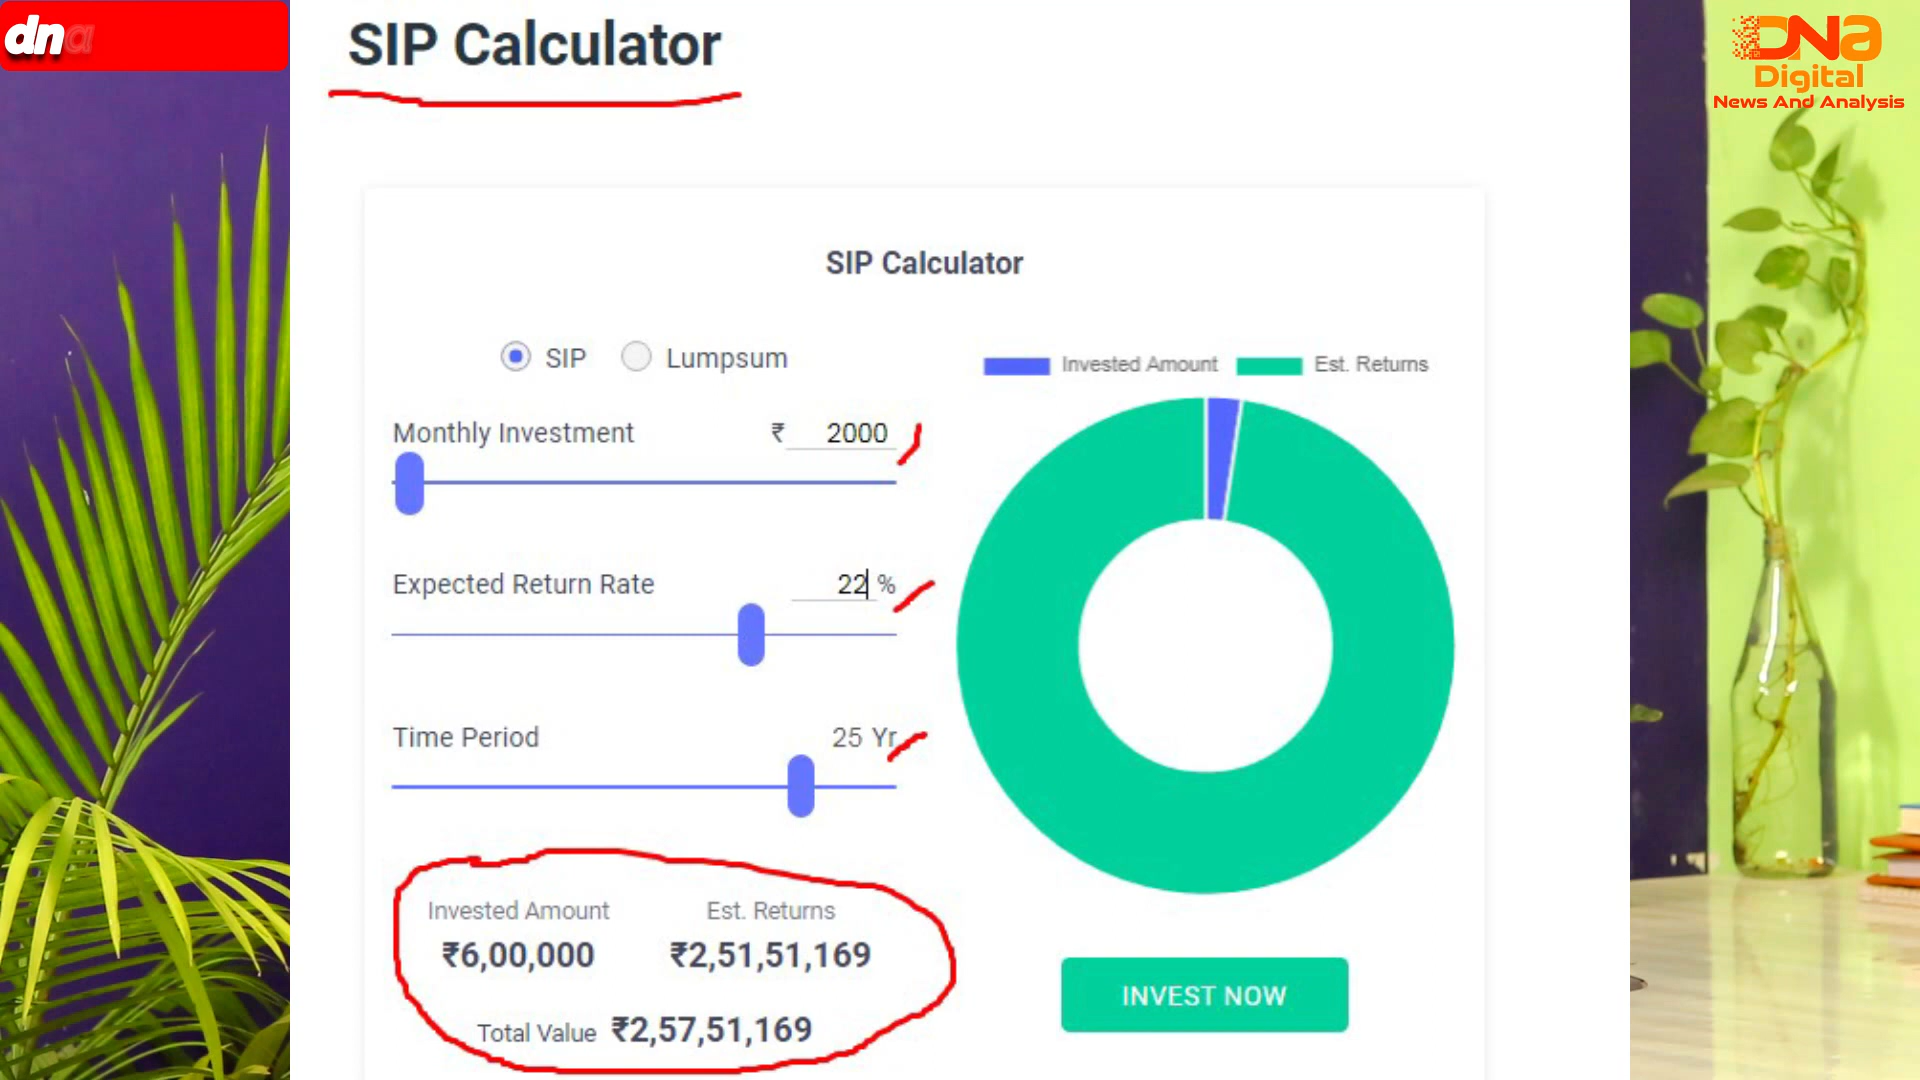 dna
DNA
Digital
News And Analysis
SIP Calculator
SIP Calculator
SIP
Lumpsum
Invested Amount
Est. Returns
Monthly Investment ₹ 2000
Expected Return Rate 22 %
Time Period 25 Yr
Invested Amount Est. Returns
₹6,00,000 ₹2,51,51,169
Total Value ₹2,57,51,169
INVEST NOW